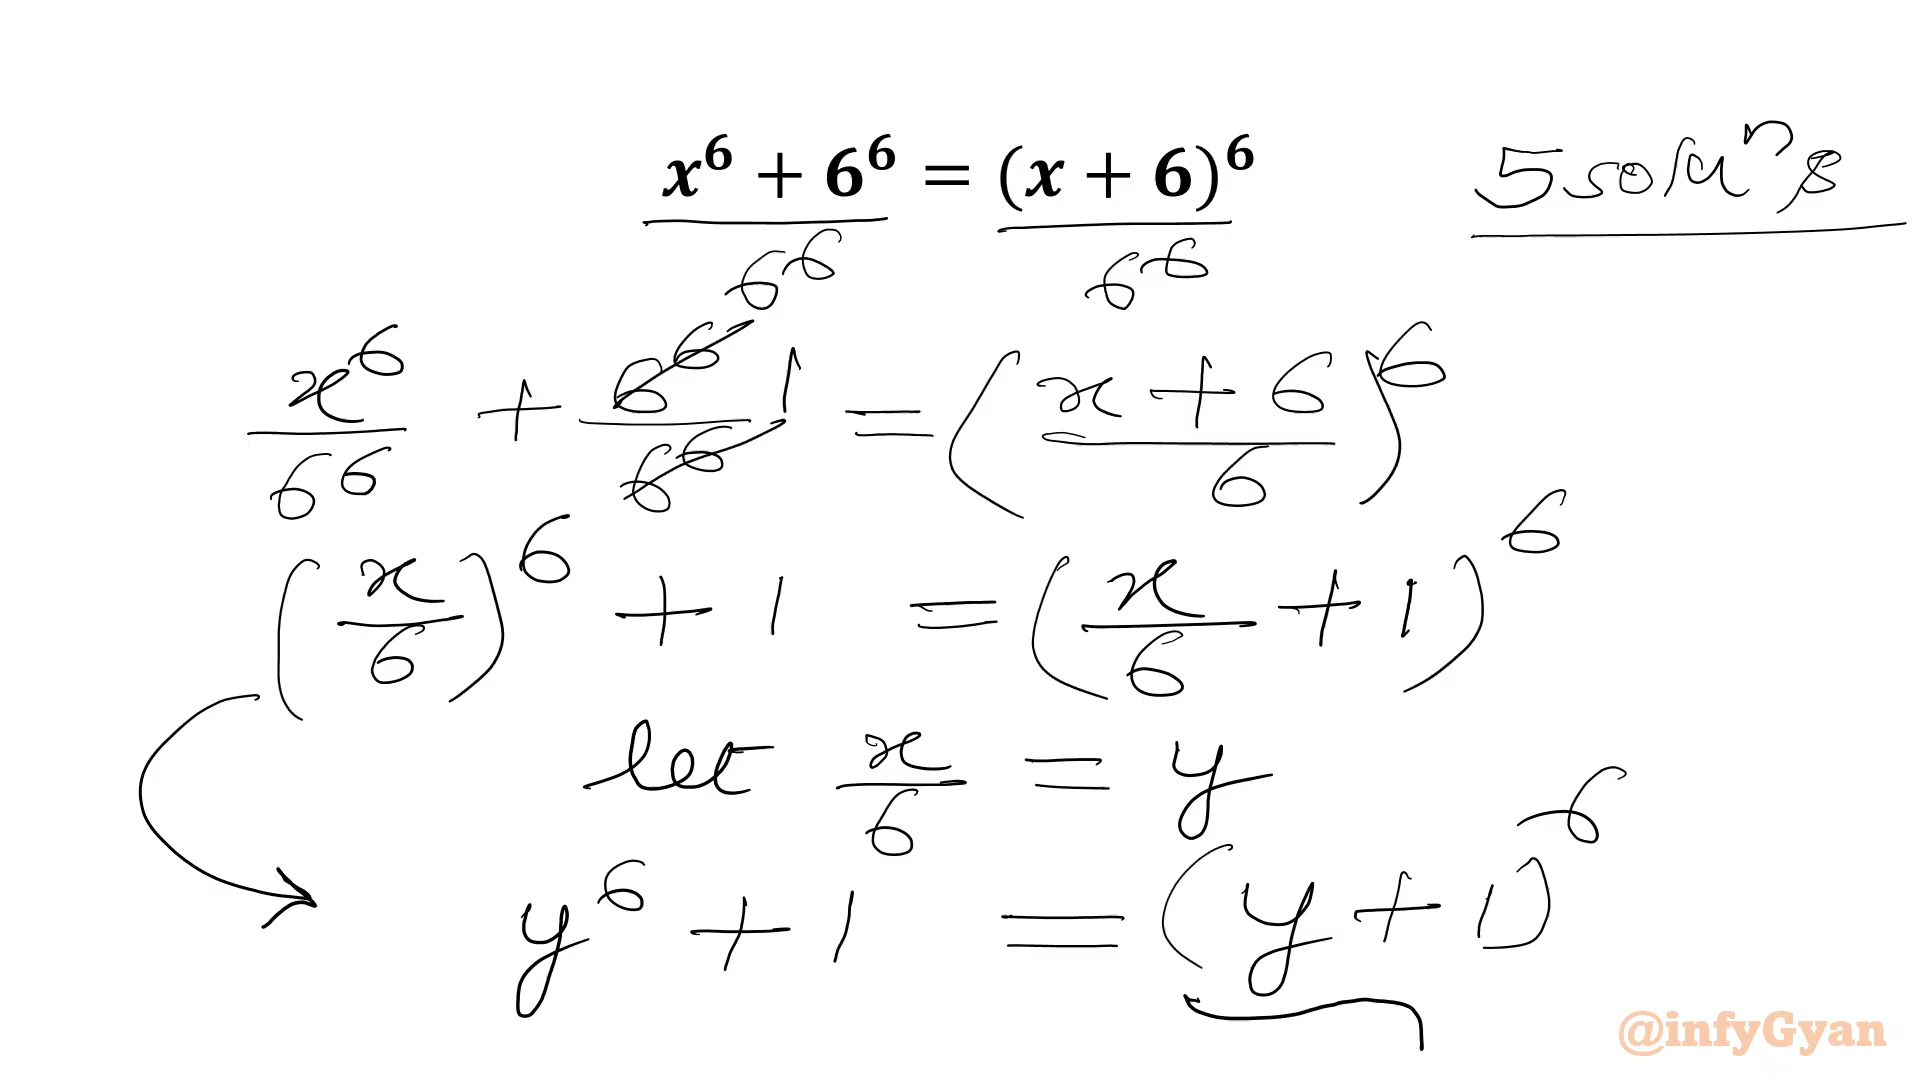 x⁶ + 6⁶ = (x + 6)⁶ 5 solⁿs
6⁶ 6⁶
x⁶/6⁶ + 6⁶/6⁶ 1 = ((x + 6)/6)⁶
(x/6)⁶ + 1 = (x/6 + 1)⁶
let x/6 = y
y⁶ + 1 = (y + 1)⁶
@infyGyan